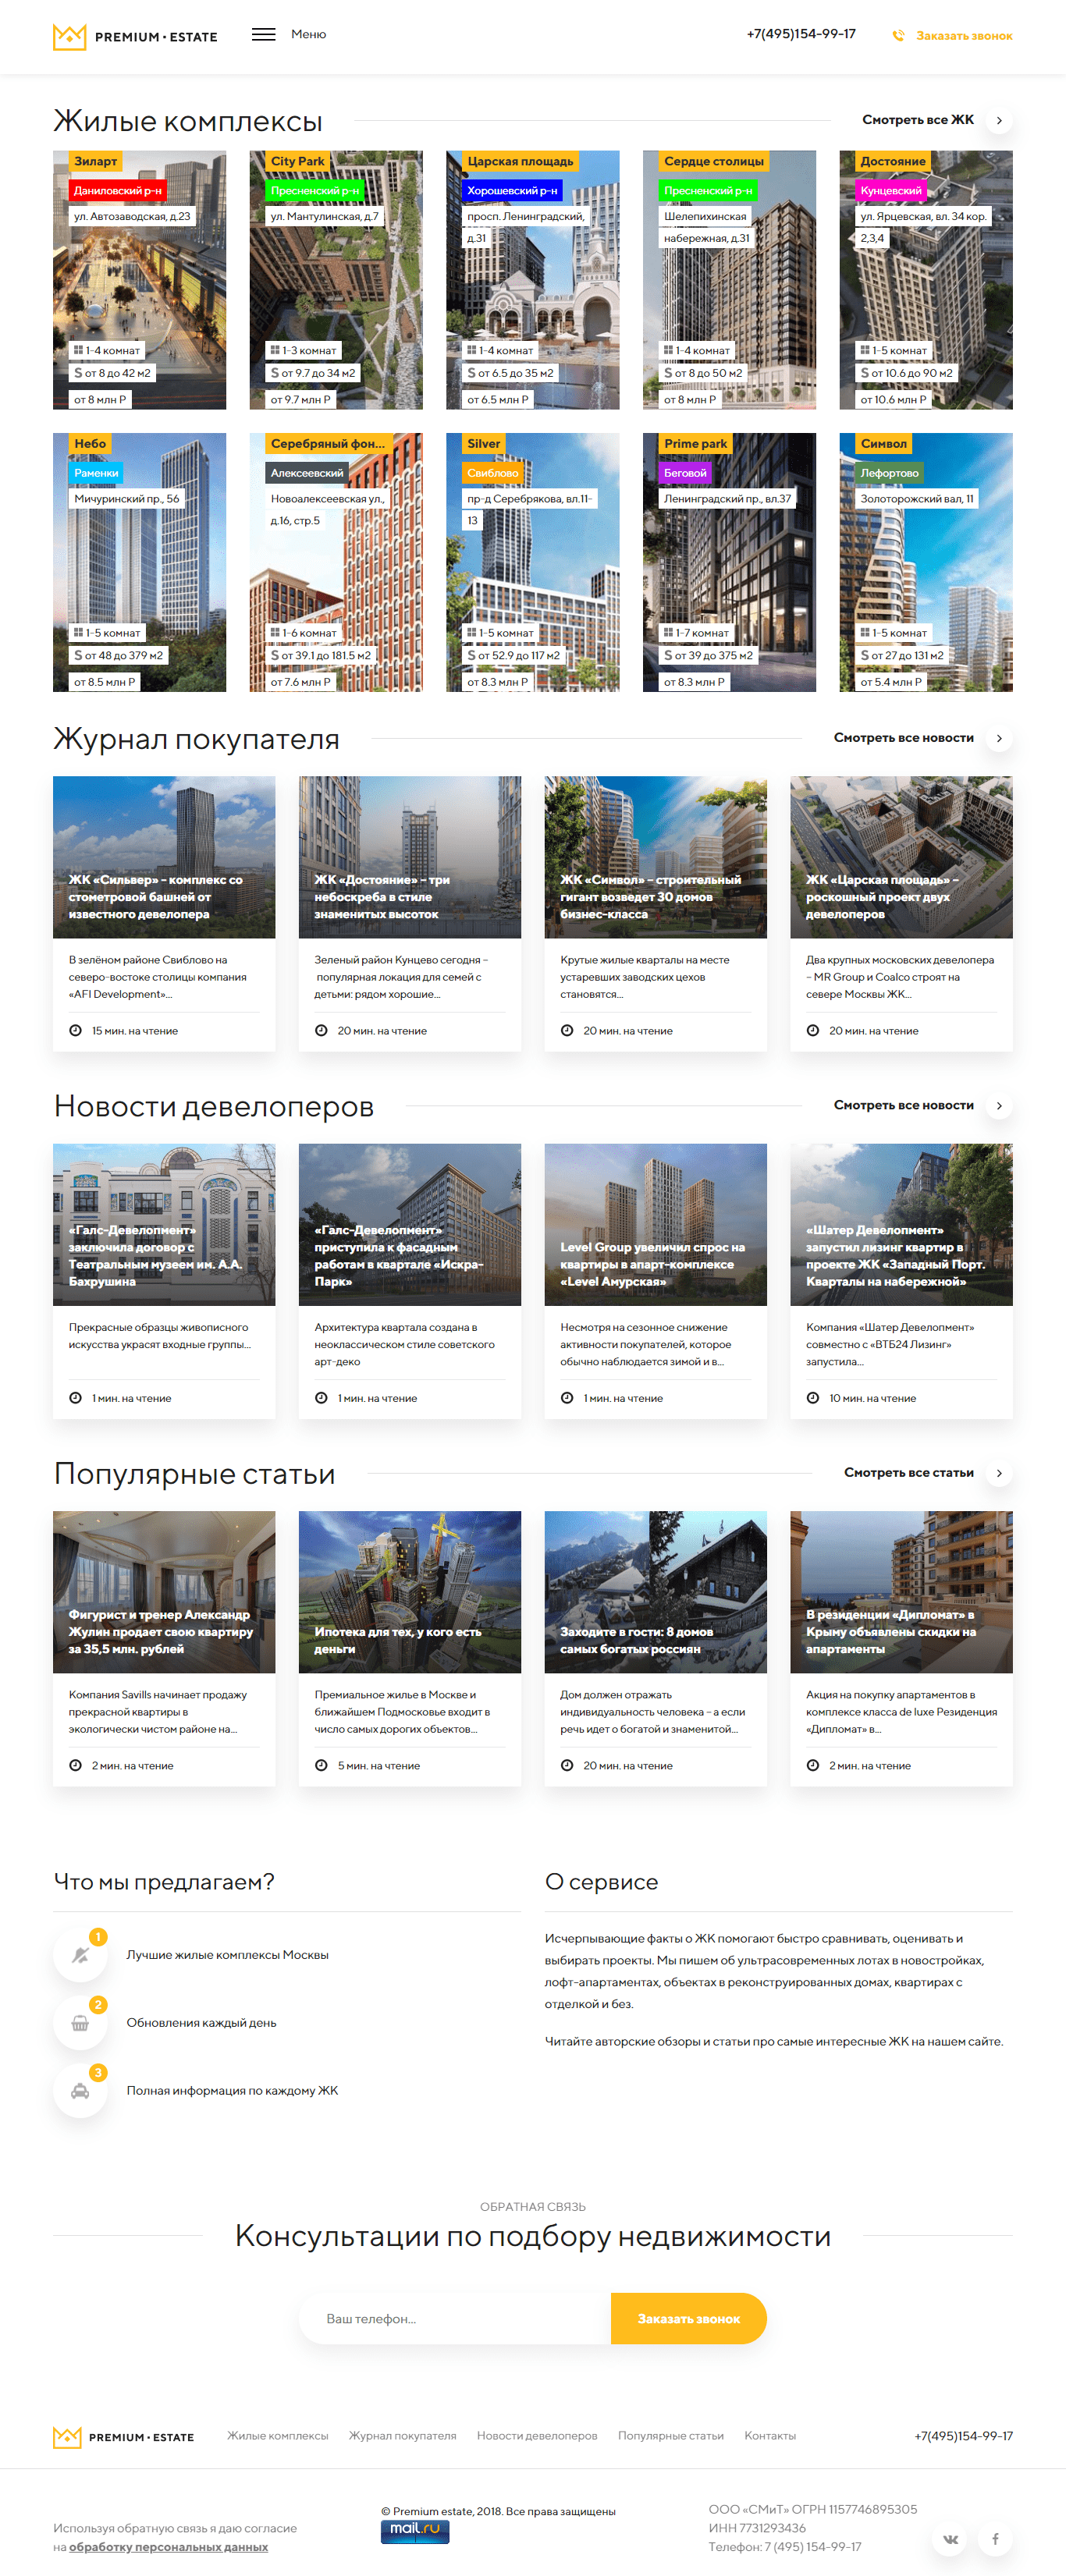 PREMIUM • ESTATE
Меню
+7(495)154-99-17
Заказать звонок
Жилые комплексы
Смотреть все ЖК
Зиларт
Даниловский р-н
ул. Автозаводская, д.23
1-4 комнат
S от 8 до 42 м2
от 8 млн Р
City Park
Пресненский р-н
ул. Мантулинская, д.7
1-3 комнат
S от 9.7 до 34 м2
от 9.7 млн Р
Царская площадь
Хорошевский р-н
просп. Ленинградский,
д.31
1-4 комнат
S от 6.5 до 35 м2
от 6.5 млн Р
Сердце столицы
Пресненский р-н
Шелепихинская
набережная, д.31
1-4 комнат
S от 8 до 50 м2
от 8 млн Р
Достояние
Кунцевский
ул. Ярцевская, вл. 34 кор.
2,3,4
1-5 комнат
S от 10.6 до 90 м2
от 10.6 млн Р
Небо
Раменки
Мичуринский пр., 56
1-5 комнат
S от 48 до 379 м2
от 8.5 млн Р
Серебряный фон...
Алексеевский
Новоалексеевская ул.,
д.16, стр.5
1-6 комнат
S от 39.1 до 181.5 м2
от 7.6 млн Р
Silver
Свиблово
пр-д Серебрякова, вл.11-
13
1-5 комнат
S от 52.9 до 117 м2
от 8.3 млн Р
Prime park
Беговой
Ленинградский пр., вл.37
1-7 комнат
S от 39 до 375 м2
от 8.3 млн Р
Символ
Лефортово
Золоторожский вал, 11
1-5 комнат
S от 27 до 131 м2
от 5.4 млн Р
Журнал покупателя
Смотреть все новости
ЖК «Сильвер» – комплекс со
стометровой башней от
известного девелопера
В зелёном районе Свиблово на
северо-востоке столицы компания
«AFI Development»...
15 мин. на чтение
ЖК «Достояние» – три
небоскреба в стиле
знаменитых высоток
Зеленый район Кунцево сегодня –
популярная локация для семей с
детьми: рядом хорошие...
20 мин. на чтение
ЖК «Символ» – строительный
гигант возведет 30 домов
бизнес-класса
Крутые жилые кварталы на месте
устаревших заводских цехов
становятся...
20 мин. на чтение
ЖК «Царская площадь» –
роскошный проект двух
девелоперов
Два крупных московских девелопера
– MR Group и Coalco строят на
севере Москвы ЖК...
20 мин. на чтение
Новости девелоперов
Смотреть все новости
«Галс-Девелопмент»
заключила договор с
Театральным музеем им. А.А.
Бахрушина
Прекрасные образцы живописного
искусства украсят входные группы...
1 мин. на чтение
«Галс-Девелопмент»
приступила к фасадным
работам в квартале «Искра-
Парк»
Архитектура квартала создана в
неоклассическом стиле советского
арт-деко
1 мин. на чтение
Level Group увеличил спрос на
квартиры в апарт-комплексе
«Level Амурская»
Несмотря на сезонное снижение
активности покупателей, которое
обычно наблюдается зимой и в...
1 мин. на чтение
«Шатер Девелопмент»
запустил лизинг квартир в
проекте ЖК «Западный Порт.
Кварталы на набережной»
Компания «Шатер Девелопмент»
совместно с «ВТБ24 Лизинг»
запустила...
10 мин. на чтение
Популярные статьи
Смотреть все статьи
Фигурист и тренер Александр
Жулин продает свою квартиру
за 35,5 млн. рублей
Компания Savills начинает продажу
прекрасной квартиры в
экологически чистом районе на...
2 мин. на чтение
Ипотека для тех, у кого есть
деньги
Премиальное жилье в Москве и
ближайшем Подмосковье входит в
число самых дорогих объектов...
5 мин. на чтение
Заходите в гости: 8 домов
самых богатых россиян
Дом должен отражать
индивидуальность человека – а если
речь идет о богатой и знаменитой...
20 мин. на чтение
В резиденции «Дипломат» в
Крыму объявлены скидки на
апартаменты
Акция на покупку апартаментов в
комплексе класса de luxe Резиденция
«Дипломат» в...
2 мин. на чтение
Что мы предлагаем?
1
Лучшие жилые комплексы Москвы
2
Обновления каждый день
3
Полная информация по каждому ЖК
О сервисе
Исчерпывающие факты о ЖК помогают быстро сравнивать, оценивать и
выбирать проекты. Мы пишем об ультрасовременных лотах в новостройках,
лофт-апартаментах, объектах в реконструированных домах, квартирах с
отделкой и без.
Читайте авторские обзоры и статьи про самые интересные ЖК на нашем сайте.
ОБРАТНАЯ СВЯЗЬ
Консультации по подбору недвижимости
Ваш телефон...
Заказать звонок
PREMIUM • ESTATE
Жилые комплексы
Журнал покупателя
Новости девелоперов
Популярные статьи
Контакты
+7(495)154-99-17
Используя обратную связь я даю согласие
на обработку персональных данных
© Premium estate, 2018. Все права защищены
mail.ru
ООО «СМиТ» ОГРН 1157746895305
ИНН 7731293436
Телефон: 7 (495) 154-99-17